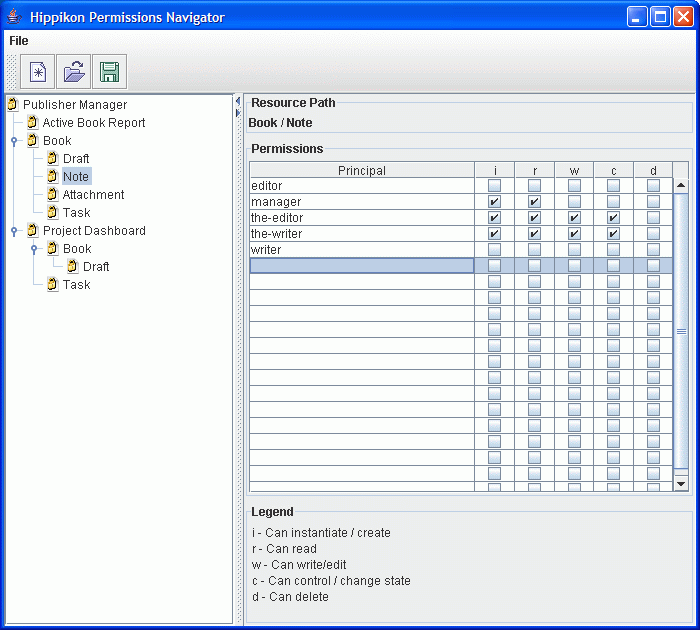 Hippikon Permissions Navigator
File
Publisher Manager
Active Book Report
Book
Draft
Note
Attachment
Task
Project Dashboard
Book
Draft
Task
Resource Path
Book / Note
Permissions
Principal i r w c d
editor
manager
the-editor
the-writer
writer
Legend
i - Can instantiate / create
r - Can read
w - Can write/edit
c - Can control / change state
d - Can delete